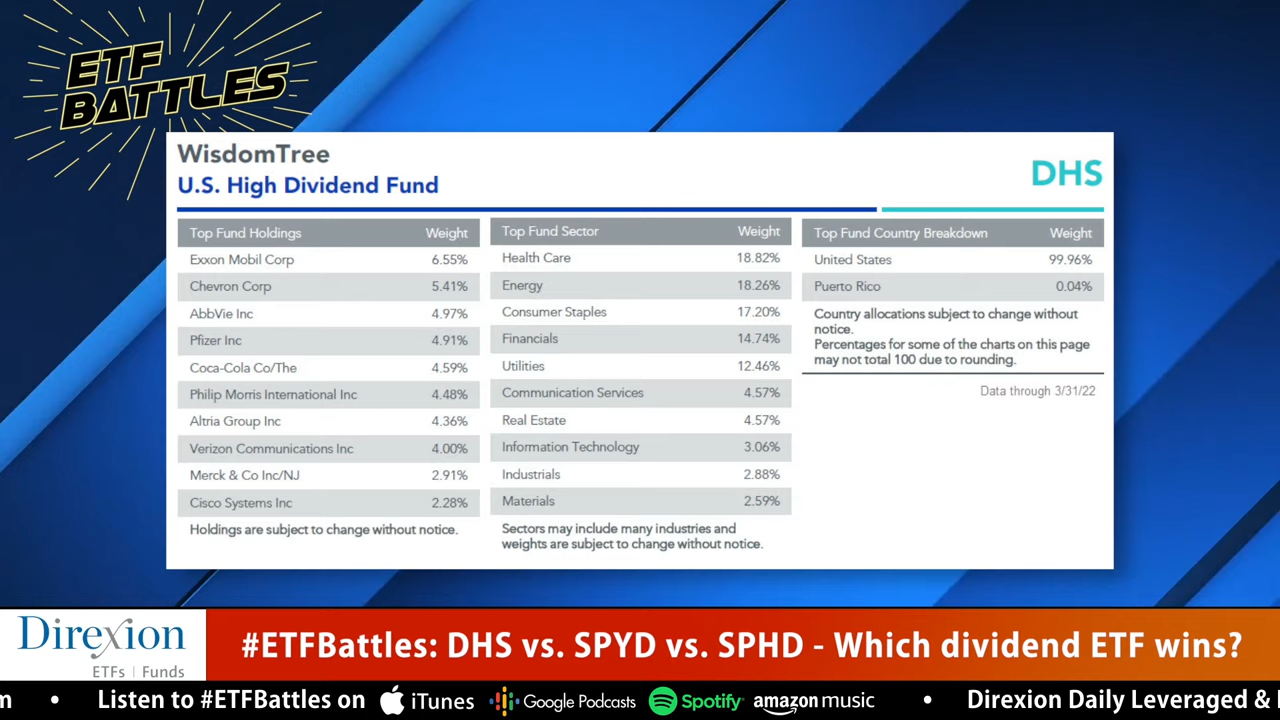 ETF
BATTLES
WisdomTree
U.S. High Dividend Fund
DHS
Top Fund Holdings Weight
Exxon Mobil Corp 6.55%
Chevron Corp 5.41%
AbbVie Inc 4.97%
Pfizer Inc 4.91%
Coca-Cola Co/The 4.59%
Philip Morris International Inc 4.48%
Altria Group Inc 4.36%
Verizon Communications Inc 4.00%
Merck & Co Inc/NJ 2.91%
Cisco Systems Inc 2.28%
Holdings are subject to change without notice.
Top Fund Sector Weight
Health Care 18.82%
Energy 18.26%
Consumer Staples 17.20%
Financials 14.74%
Utilities 12.46%
Communication Services 4.57%
Real Estate 4.57%
Information Technology 3.06%
Industrials 2.88%
Materials 2.59%
Sectors may include many industries and
weights are subject to change without notice.
Top Fund Country Breakdown Weight
United States 99.96%
Puerto Rico 0.04%
Country allocations subject to change without
notice.
Percentages for some of the charts on this page
may not total 100 due to rounding.
Data through 3/31/22
Direxion
ETFs | Funds
#ETFBattles: DHS vs. SPYD vs. SPHD - Which dividend ETF wins?
m • Listen to #ETFBattles on iTunes Google Podcasts Spotify amazon music • Direxion Daily Leveraged &